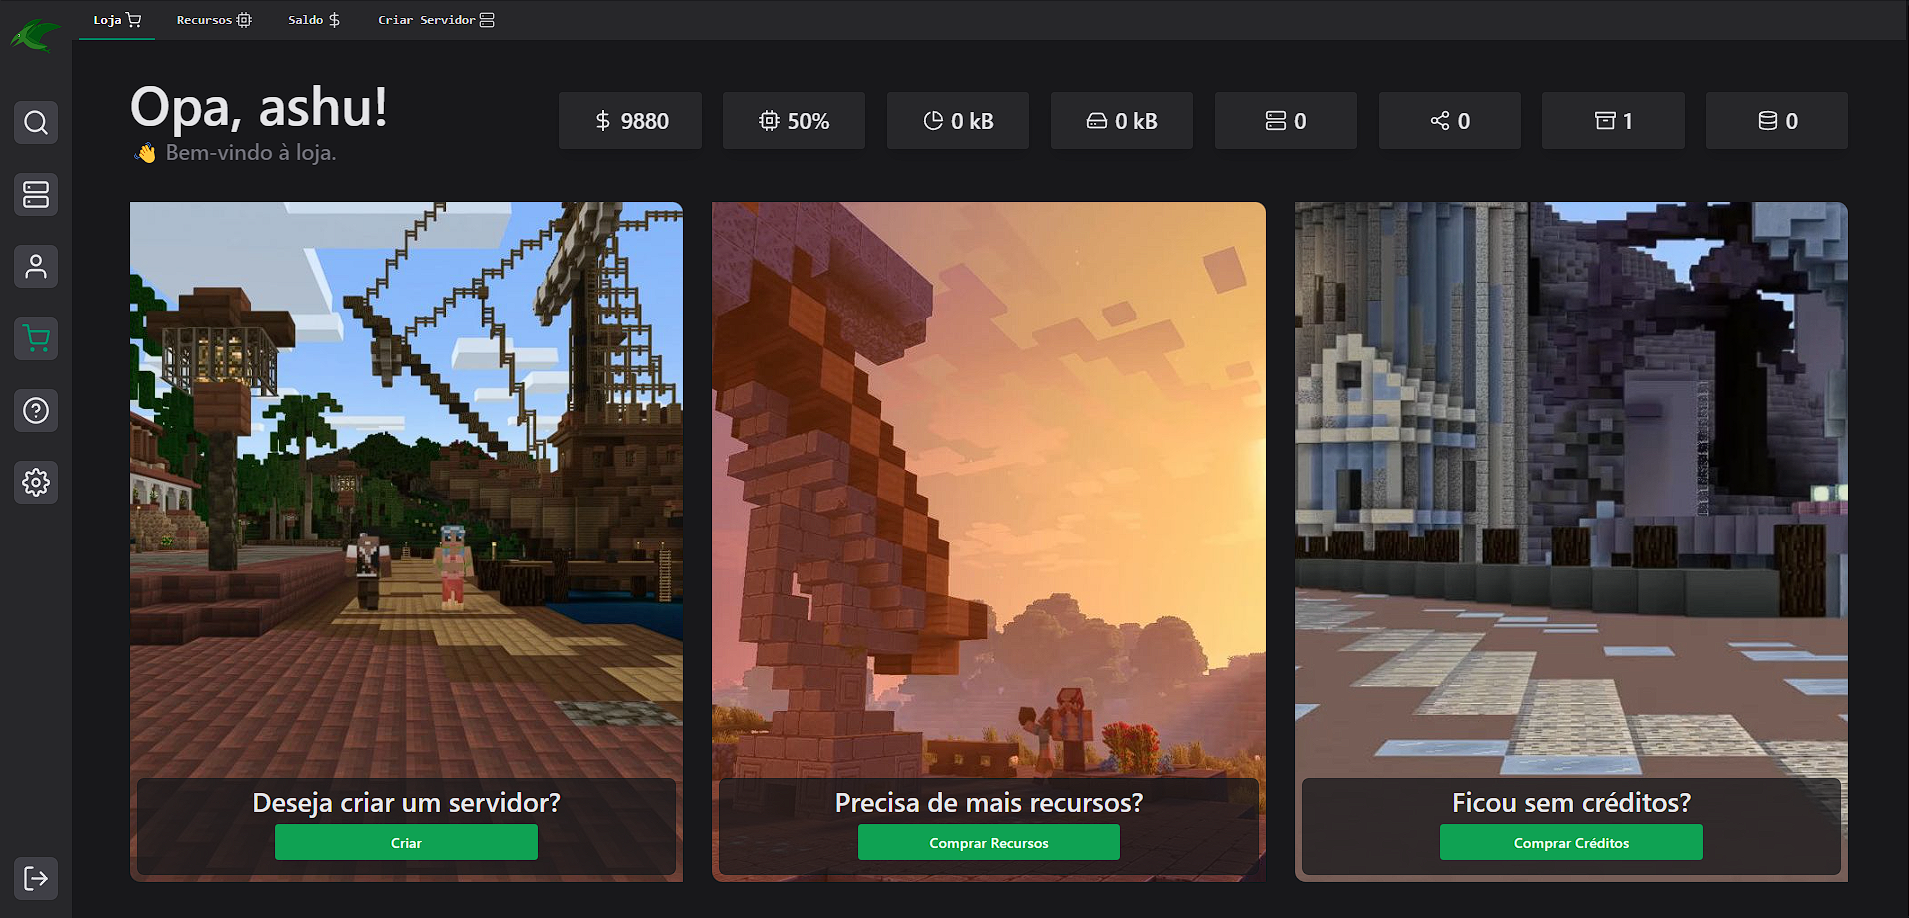 Loja
Recursos
Saldo
Criar Servidor
Opa, ashu!
👋 Bem-vindo à loja.
$ 9880
50%
0 kB
0 kB
0
0
1
0
Deseja criar um servidor?
Criar
Precisa de mais recursos?
Comprar Recursos
Ficou sem créditos?
Comprar Créditos